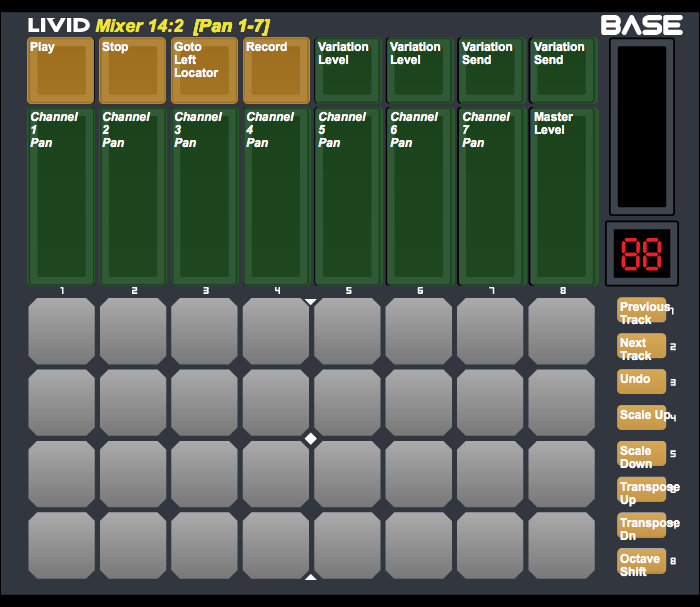 LIVID Mixer 14:2 [Pan 1-7] BASE
Play
Stop
Goto
Left
Locator
Record
Variation
Level
Variation
Level
Variation
Send
Variation
Send
Channel
1
Pan
Channel
2
Pan
Channel
3
Pan
Channel
4
Pan
Channel
5
Pan
Channel
6
Pan
Channel
7
Pan
Master
Level
88
1 2 3 4 5 6 7 8
Previous 1
Track
Next 2
Track
Undo 3
Scale Up 4
Scale 5
Down
Transpose
Up
Transpose
Dn
Octave 8
Shift